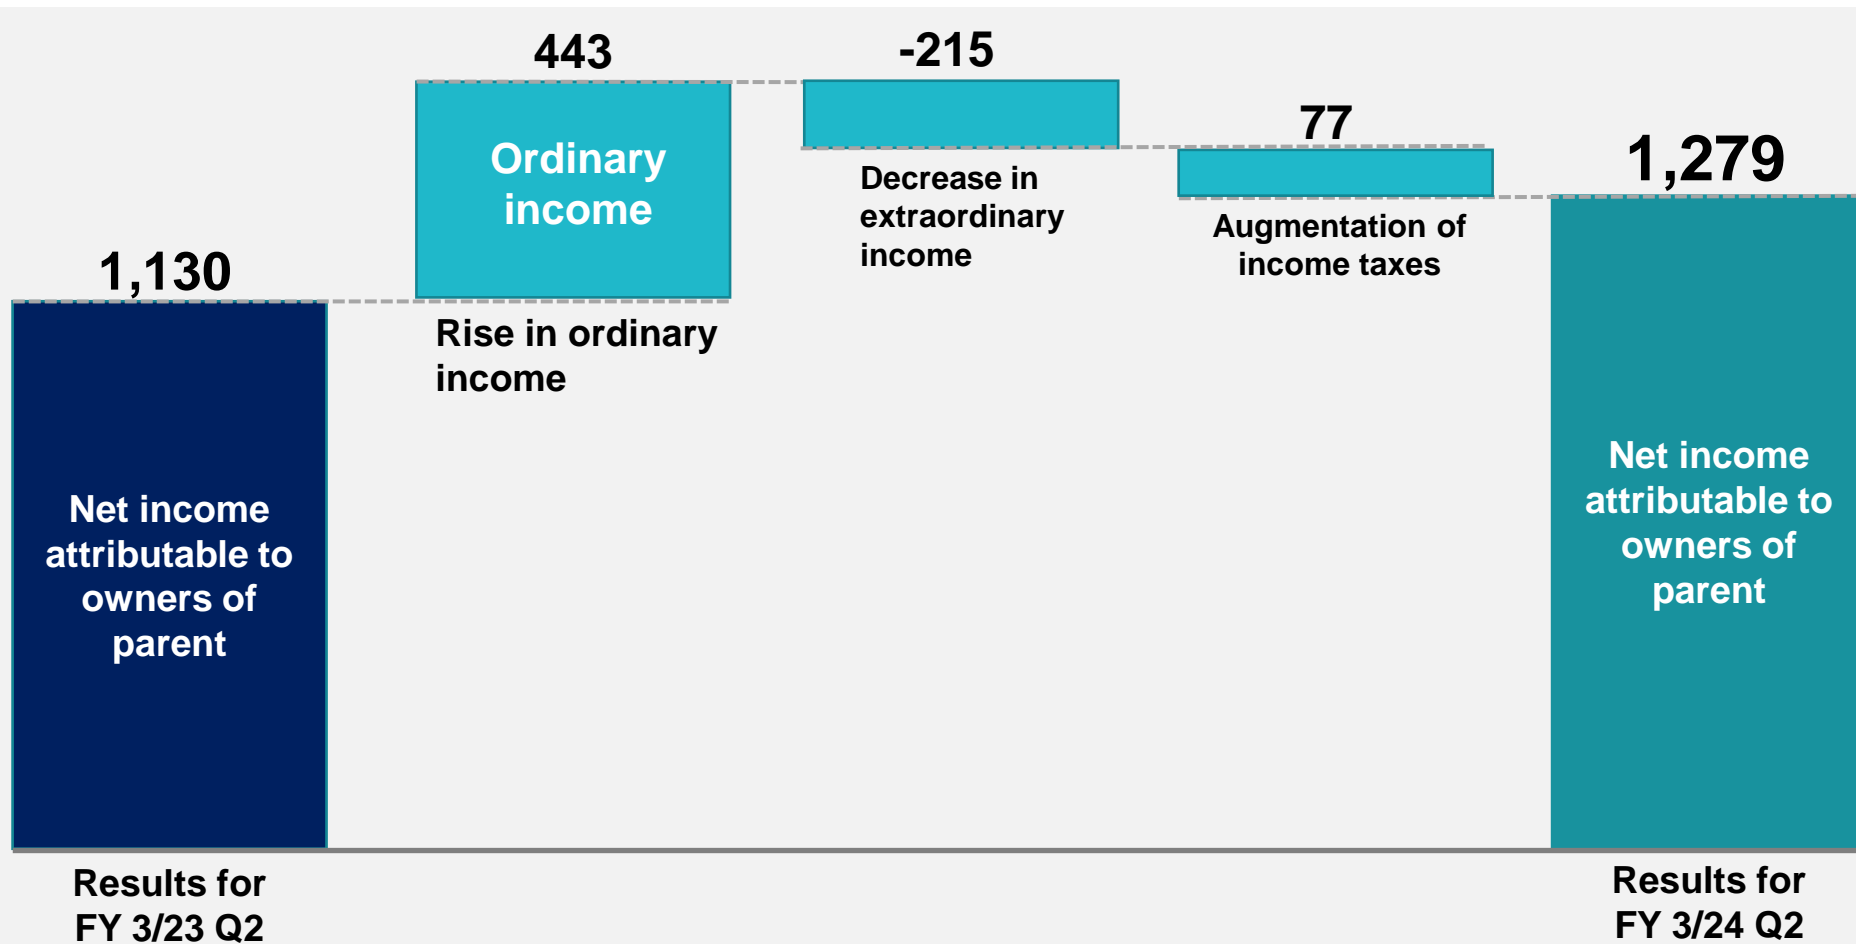 443
-215
77
1,279
1,130
Ordinary
income
Decrease in
extraordinary
income
Augmentation of
income taxes
Rise in ordinary
income
Net income
attributable to
owners of
parent
Net income
attributable to
owners of
parent
Results for
FY 3/23 Q2
Results for
FY 3/24 Q2